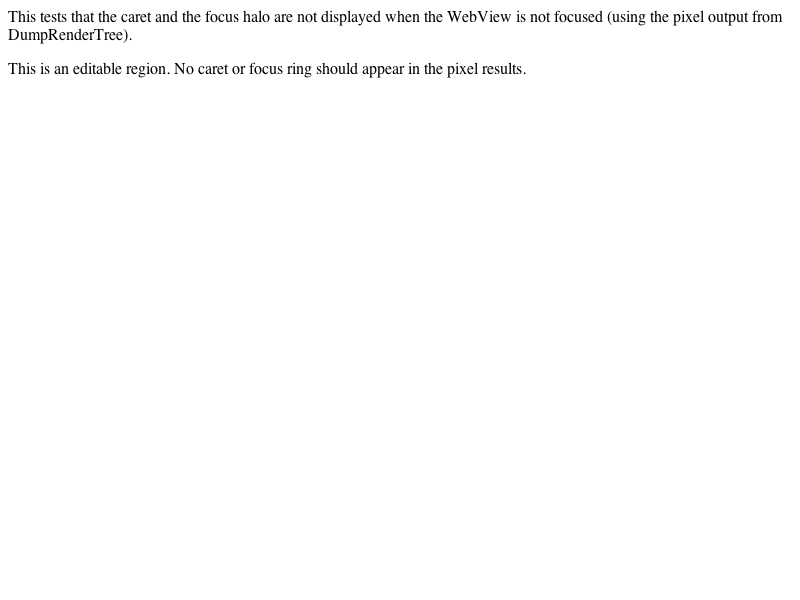 This tests that the caret and the focus halo are not displayed when the WebView is not focused (using the pixel output from
DumpRenderTree).
This is an editable region. No caret or focus ring should appear in the pixel results.